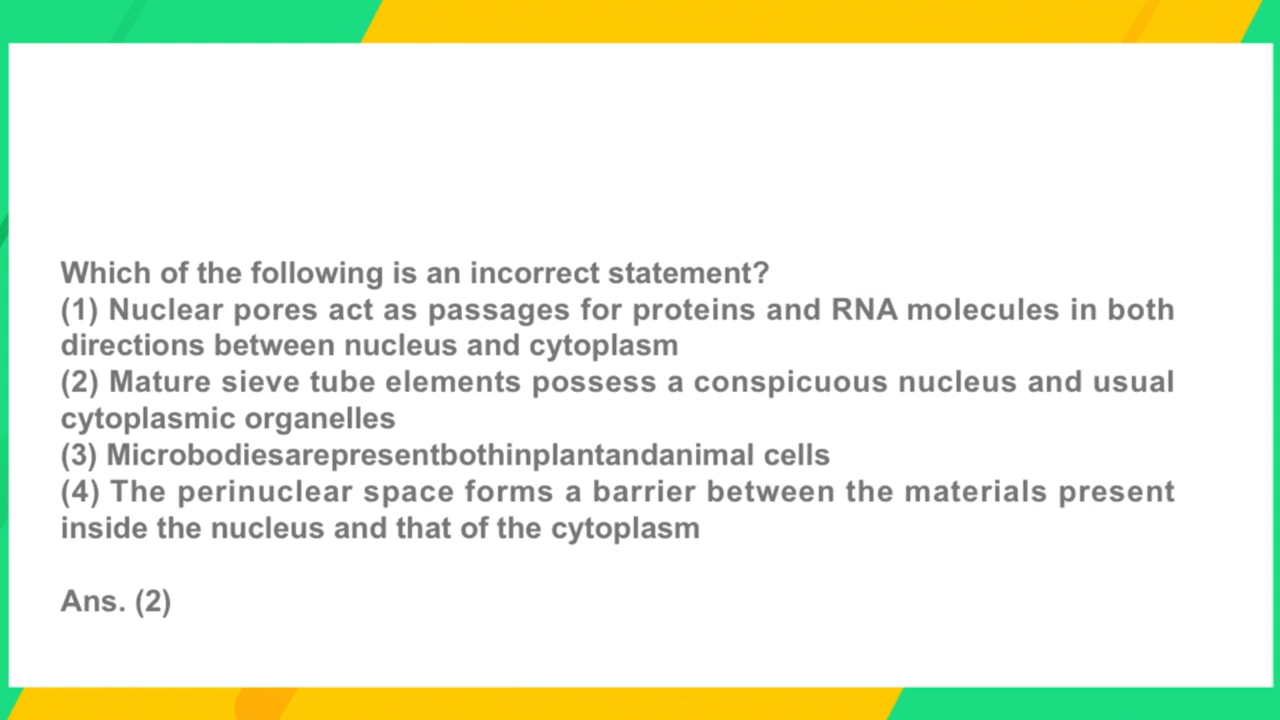 Which of the following is an incorrect statement?
(1) Nuclear pores act as passages for proteins and RNA molecules in both
directions between nucleus and cytoplasm
(2) Mature sieve tube elements possess a conspicuous nucleus and usual
cytoplasmic organelles
(3) Microbodiesarepresentbothinplantandanimal cells
(4) The perinuclear space forms a barrier between the materials present
inside the nucleus and that of the cytoplasm
Ans. (2)